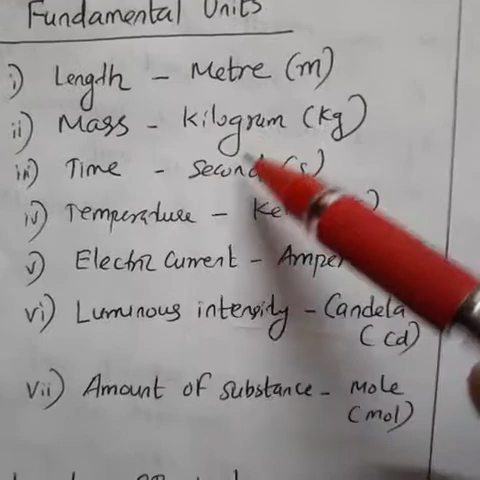 Fundamental Units
i) Length - Metre (m)
ii) Mass - Kilogram (Kg)
iii) Time - Second (s)
iv) Temperature -
v) Electric Current -
vi) Luminous intensity - Candela
(cd)
vii) Amount of substance - Mole
(mol)